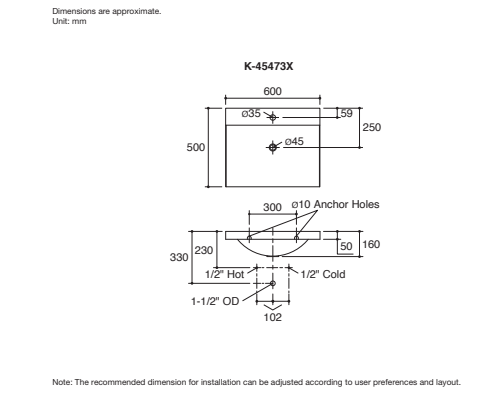 Dimensions are approximate.
Unit: mm
K-45473X
600
Ø35
59
250
500
Ø45
300
Ø10 Anchor Holes
330
230
50
160
1/2" Hot
1/2" Cold
1-1/2" OD
102
Note: The recommended dimension for installation can be adjusted according to user preferences and layout.